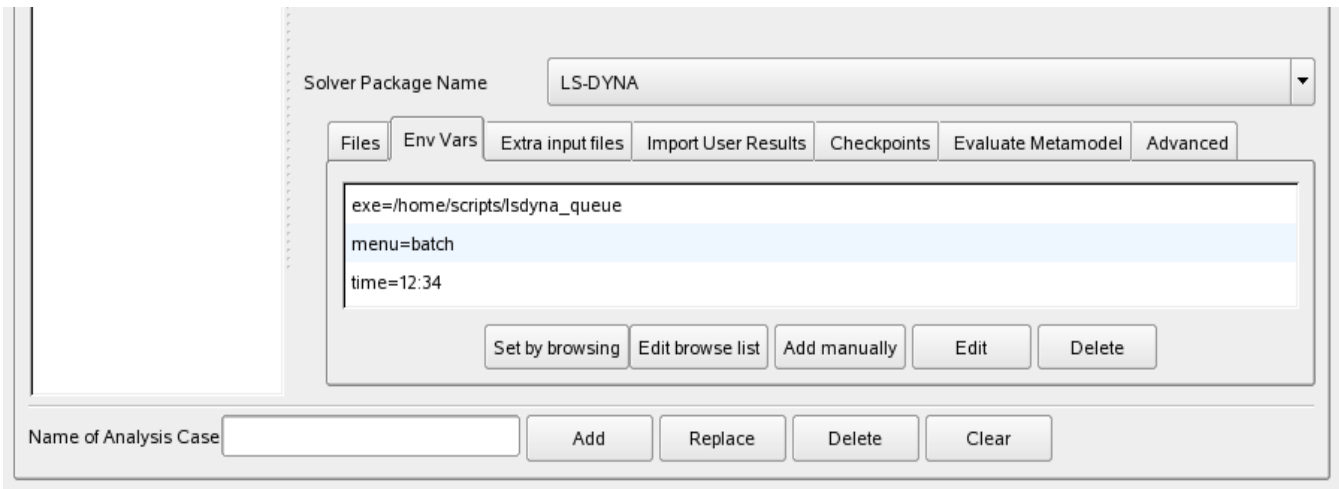 Solver Package Name LS-DYNA
Files Env Vars Extra input files Import User Results Checkpoints Evaluate Metamodel Advanced
exe=/home/scripts/lsdyna_queue
menu=batch
time=12:34
Set by browsing Edit browse list Add manually Edit Delete
Name of Analysis Case Add Replace Delete Clear